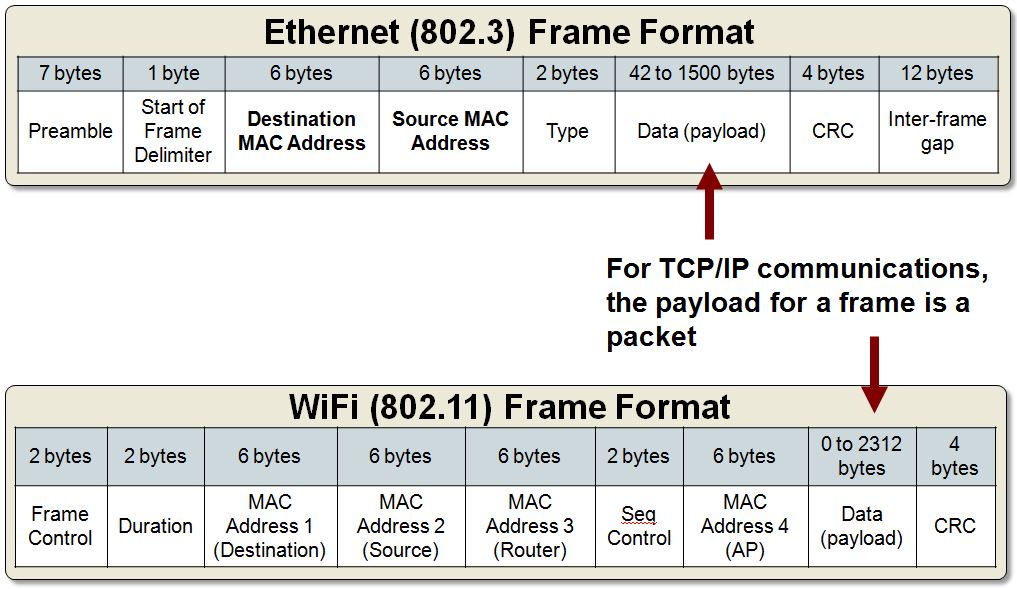 Ethernet (802.3) Frame Format
7 bytes 1 byte 6 bytes 6 bytes 2 bytes 42 to 1500 bytes 4 bytes 12 bytes
Preamble
Start of
Frame
Delimiter
Destination
MAC Address
Source MAC
Address
Type
Data (payload)
CRC
Inter-frame
gap
For TCP/IP communications,
the payload for a frame is a
packet
WiFi (802.11) Frame Format
2 bytes 2 bytes 6 bytes 6 bytes 6 bytes 2 bytes 6 bytes
0 to 2312
bytes
4
bytes
Frame
Control
Duration
MAC
Address 1
(Destination)
MAC
Address 2
(Source)
MAC
Address 3
(Router)
Seq
Control
MAC
Address 4
(AP)
Data
(payload)
CRC